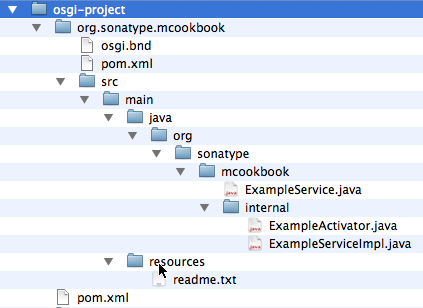 osgi-project
org.sonatype.mcookbook
osgi.bnd
pom.xml
src
main
java
org
sonatype
mcookbook
ExampleService.java
internal
ExampleActivator.java
ExampleServiceImpl.java
resources
readme.txt
pom.xml